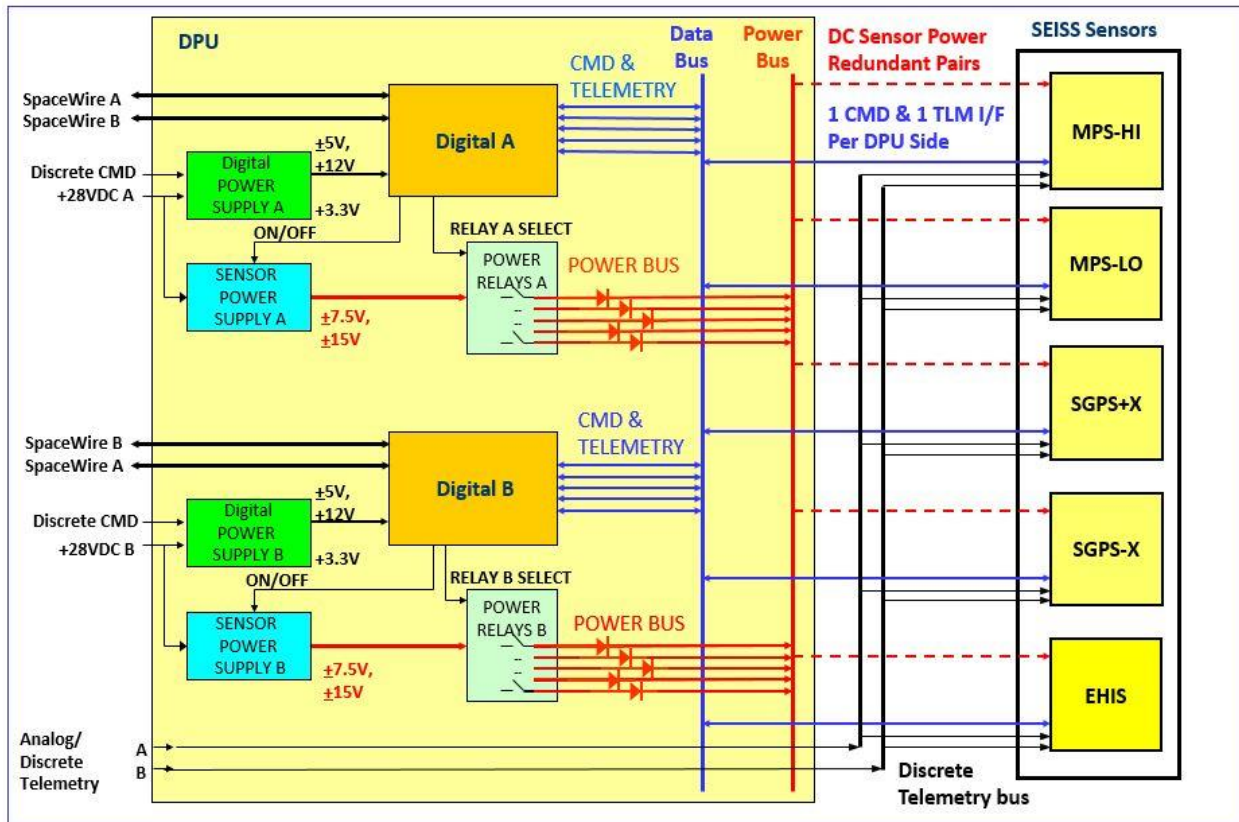 DPU
Data
Bus
Power
Bus
DC Sensor Power
Redundant Pairs
SEISS Sensors
CMD &
TELEMETRY
SpaceWire A
SpaceWire B
Digital A
1 CMD & 1 TLM I/F
Per DPU Side
MPS-HI
Discrete CMD
+28VDC A
Digital
POWER
SUPPLY A
±5V,
+12V
+3.3V
ON/OFF
RELAY A SELECT
SENSOR
POWER
SUPPLY A
±7.5V,
±15V
POWER
RELAYS A
POWER BUS
MPS-LO
SGPS+X
SpaceWire B
SpaceWire A
Digital B
CMD &
TELEMETRY
Discrete CMD
+28VDC B
Digital
POWER
SUPPLY B
±5V,
+12V
+3.3V
ON/OFF
RELAY B SELECT
SENSOR
POWER
SUPPLY B
±7.5V,
±15V
POWER
RELAYS B
POWER BUS
SGPS-X
EHIS
Analog/
Discrete
Telemetry
A
B
Discrete
Telemetry bus